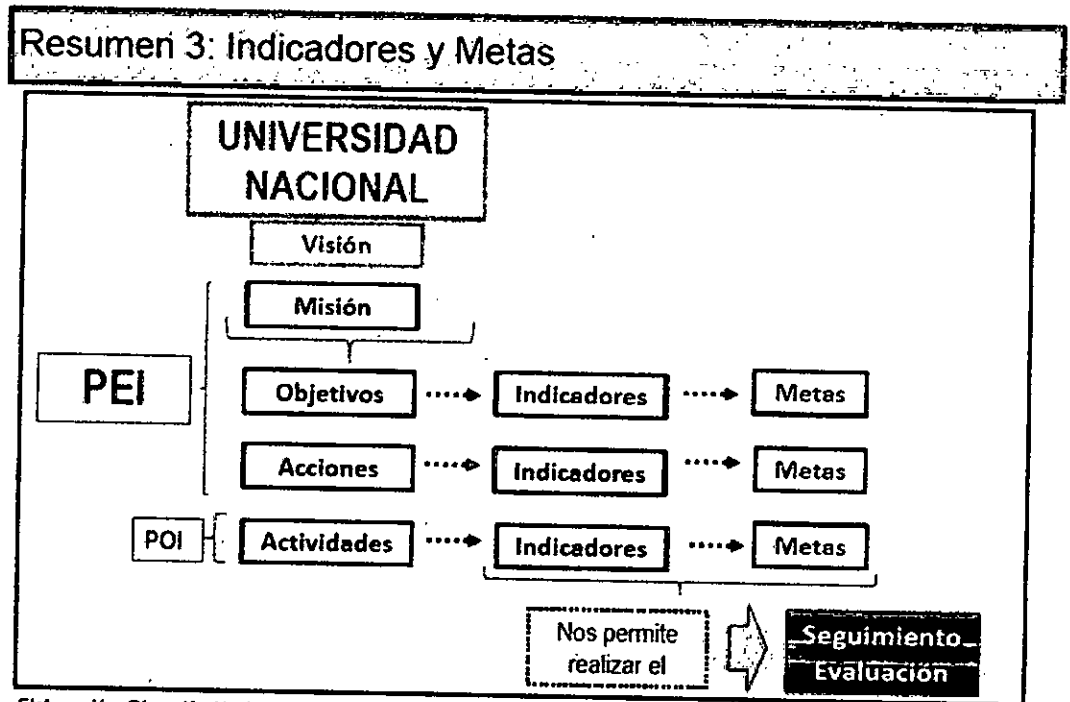 Resumen 3: Indicadores y Metas
UNIVERSIDAD
NACIONAL
Visión
Misión
PEI
Objetivos
Indicadores
Metas
Acciones
Indicadores
Metas
POI
Actividades
Indicadores
Metas
Nos permite
realizar el
Seguimiento
Evaluación